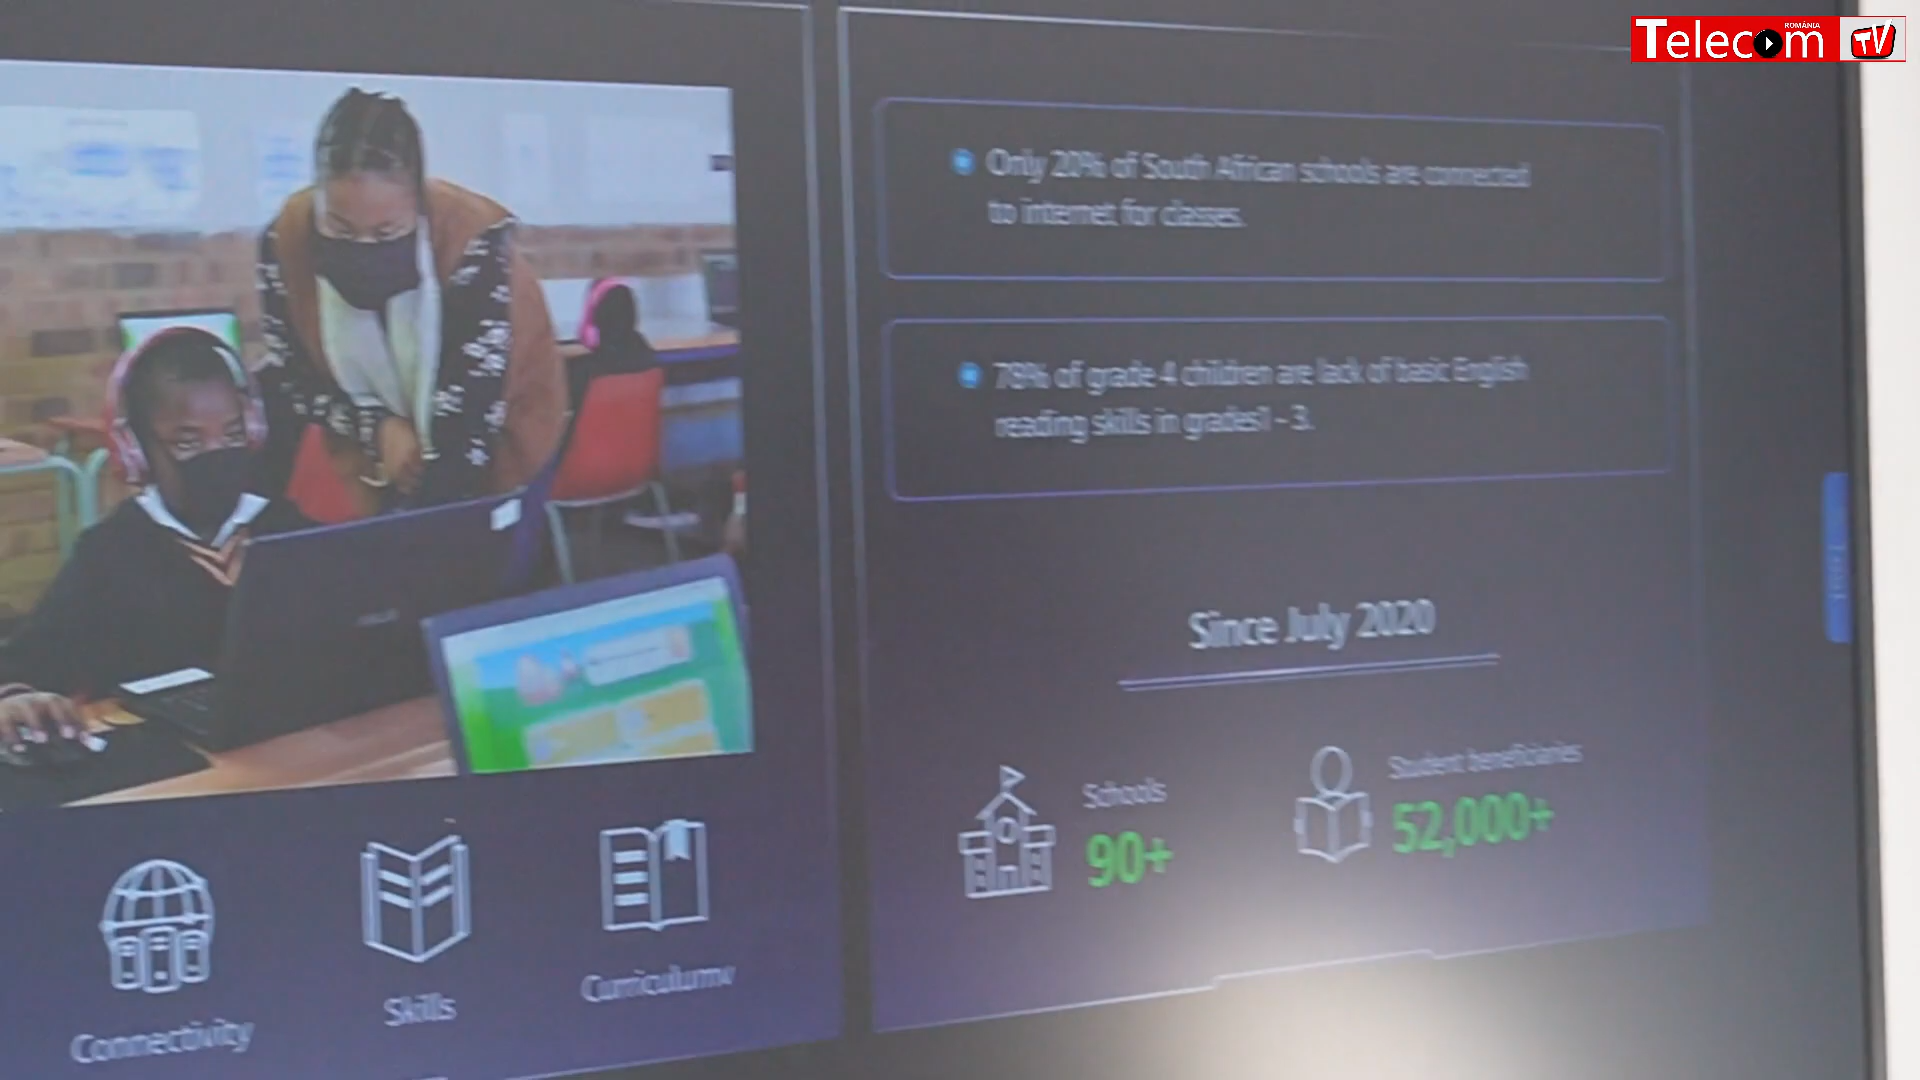 Telecom
ROMÂNIA
TV
Only 20% of South African schools are connected
to internet for classes.
78% of grade 4 children are lack of basic English
reading skills in grades1 ~ 3.
Since July 2020
Schools
90+
Student beneficiaries
52,000+
Connectivity
Skills